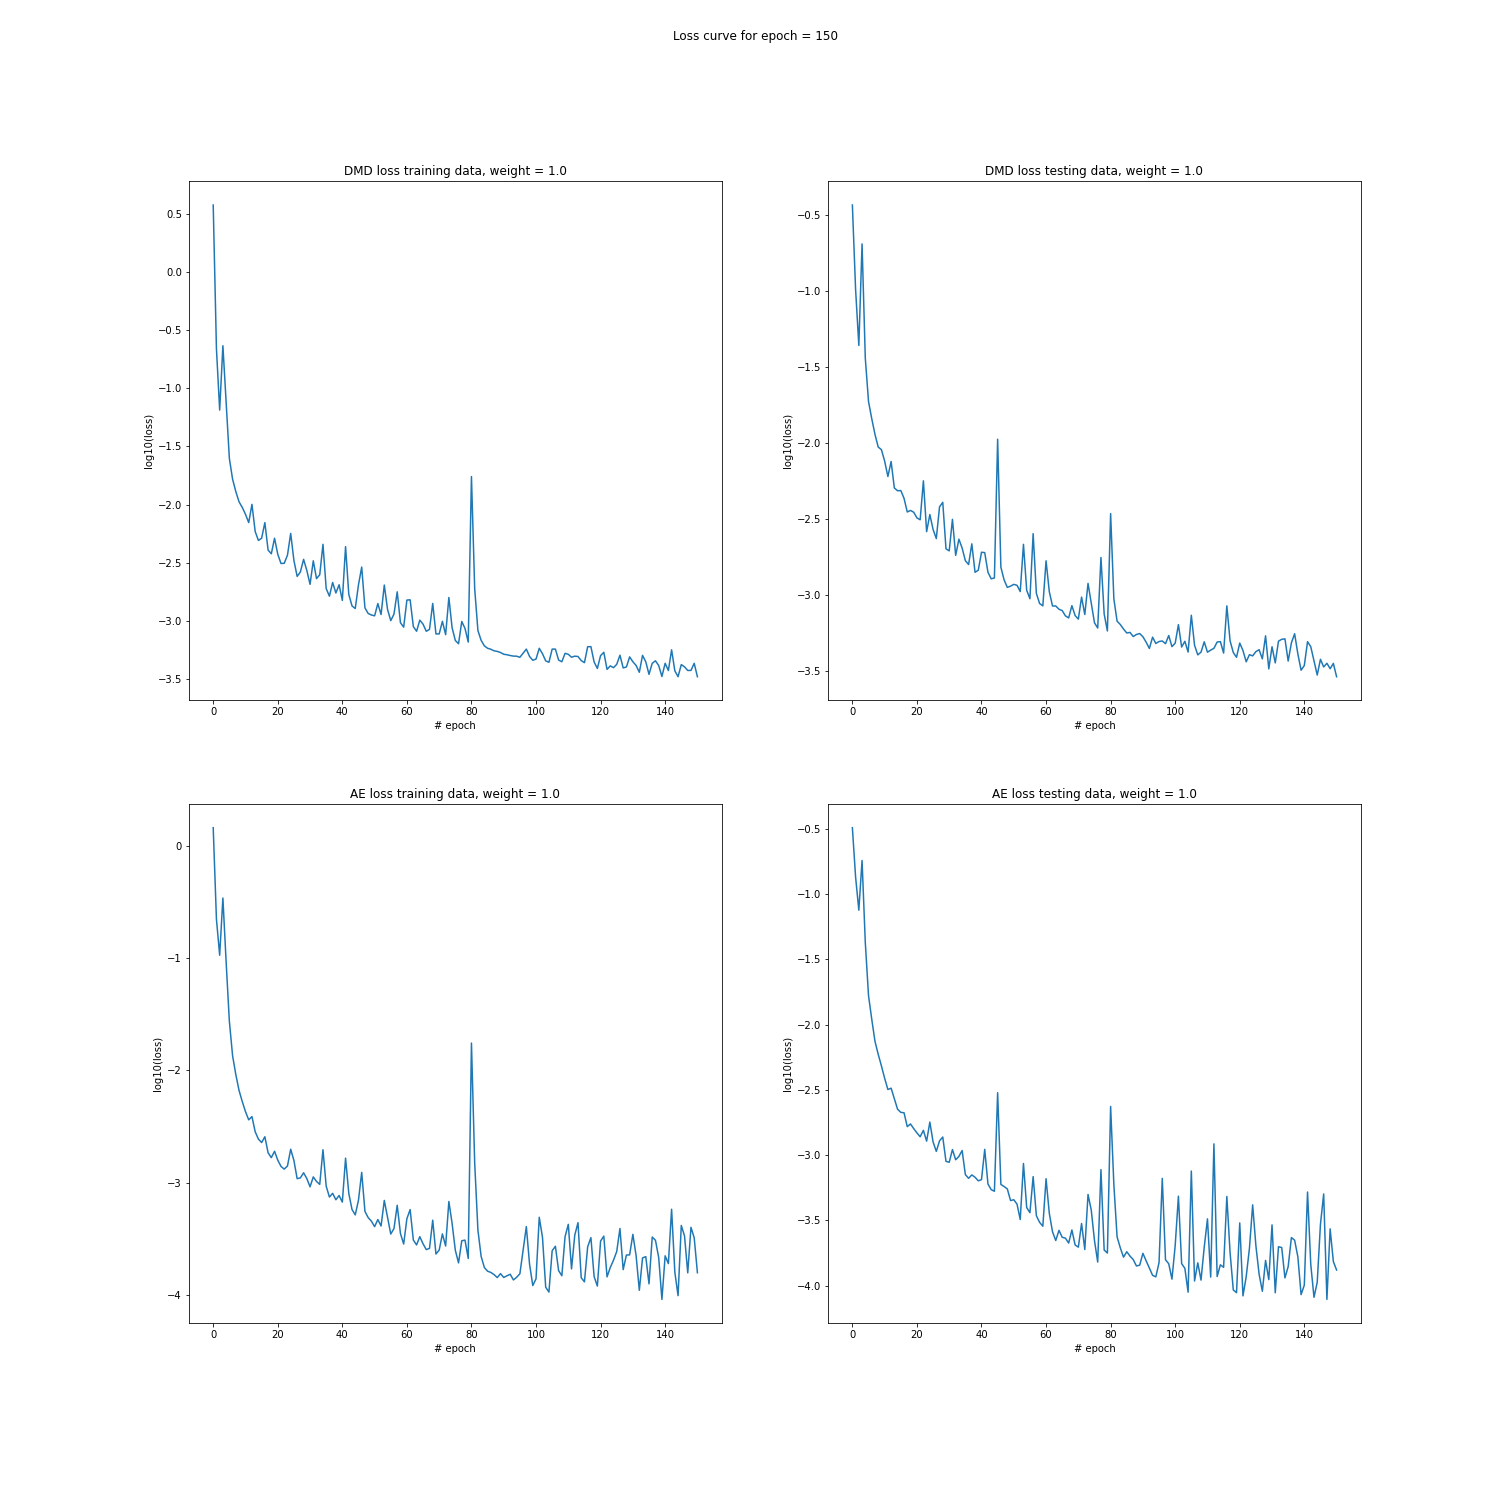 Loss curve for epoch = 150
DMD loss training data, weight = 1.0
0.5
0.0
−0.5
−1.0
−1.5
−2.0
−2.5
−3.0
−3.5
log10(loss)
0 20 40 60 80 100 120 140
# epoch
DMD loss testing data, weight = 1.0
−0.5
−1.0
−1.5
−2.0
−2.5
−3.0
−3.5
log10(loss)
0 20 40 60 80 100 120 140
# epoch
AE loss training data, weight = 1.0
0
−1
−2
−3
−4
log10(loss)
0 20 40 60 80 100 120 140
# epoch
AE loss testing data, weight = 1.0
−0.5
−1.0
−1.5
−2.0
−2.5
−3.0
−3.5
−4.0
log10(loss)
0 20 40 60 80 100 120 140
# epoch